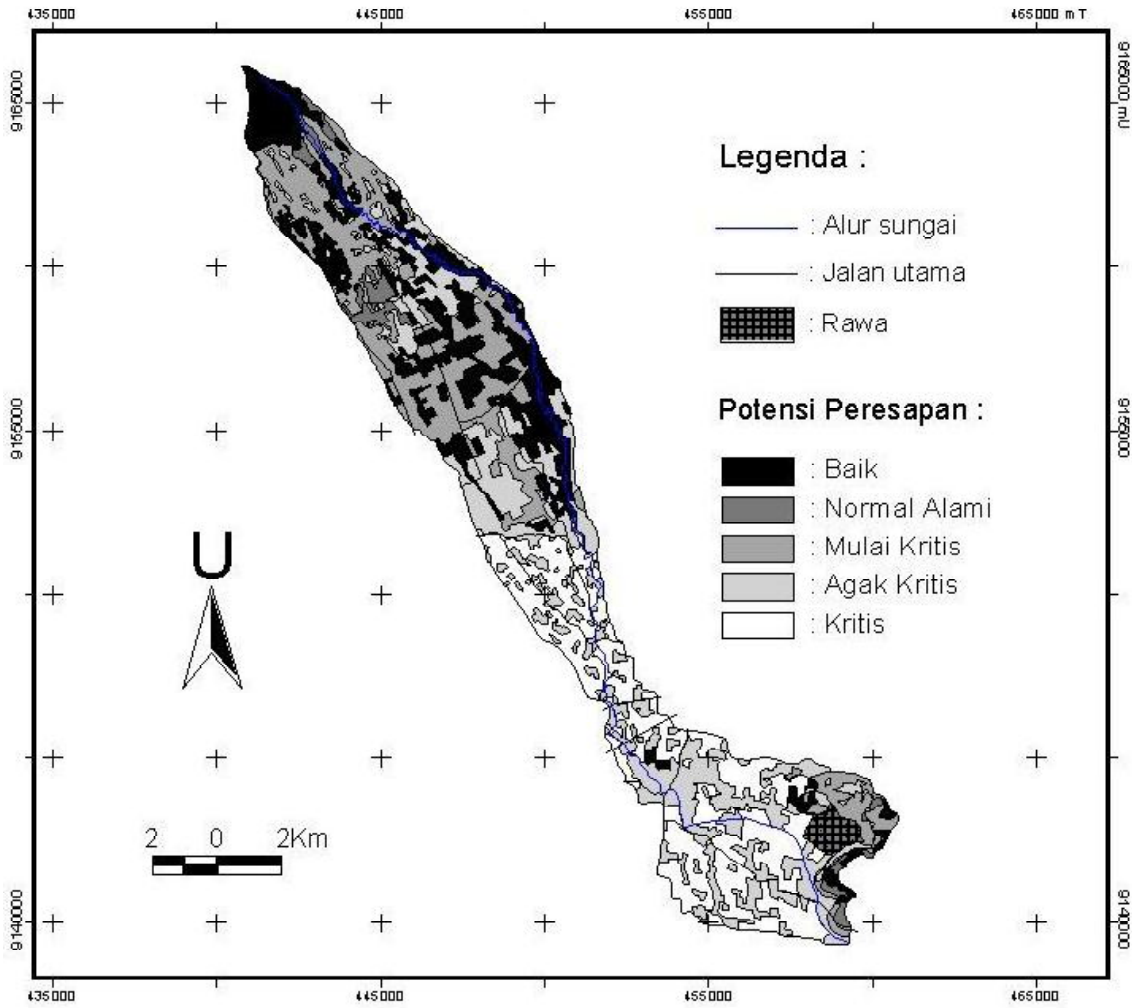 435000 445000 455000 465000 m T
9165000 9165000 mU
Legenda :
: Alur sungai
: Jalan utama
: Rawa
9155000 9155000
Potensi Peresapan :
: Baik
: Normal Alami
: Mulai Kritis
: Agak Kritis
: Kritis
U
2 0 2Km
9140000 9140000
435000 445000 455000 465000